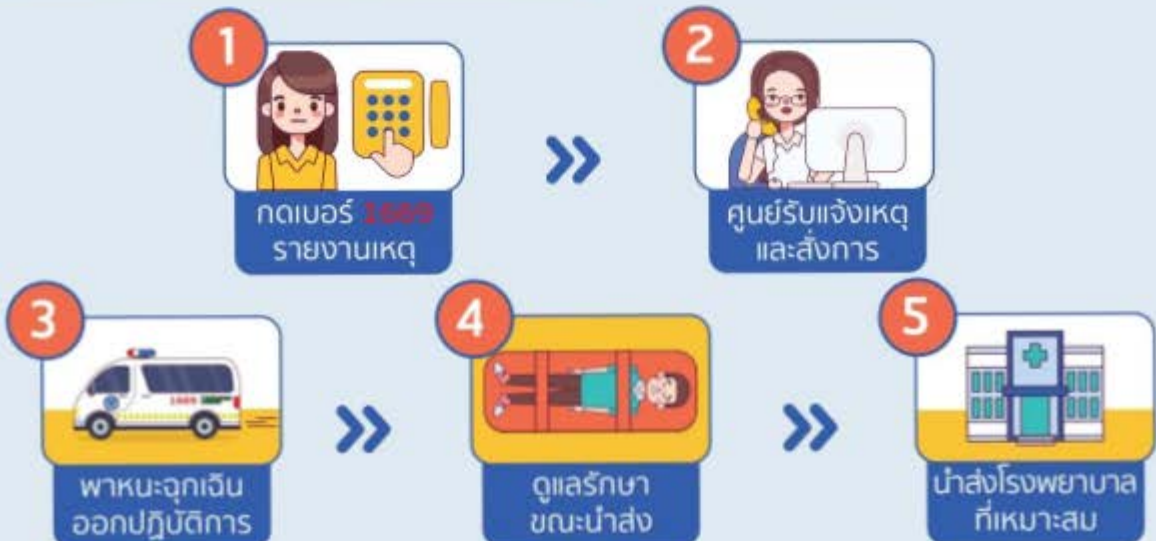 1
กดเบอร์ 1669
รายงานเหตุ
2
ศูนย์รับแจ้งเหตุ
และสั่งการ
3
1669
พาหนะฉุกเฉิน
ออกปฏิบัติการ
4
ดูแลรักษา
ขณะนำส่ง
5
นำส่งโรงพยาบาล
ที่เหมาะสม